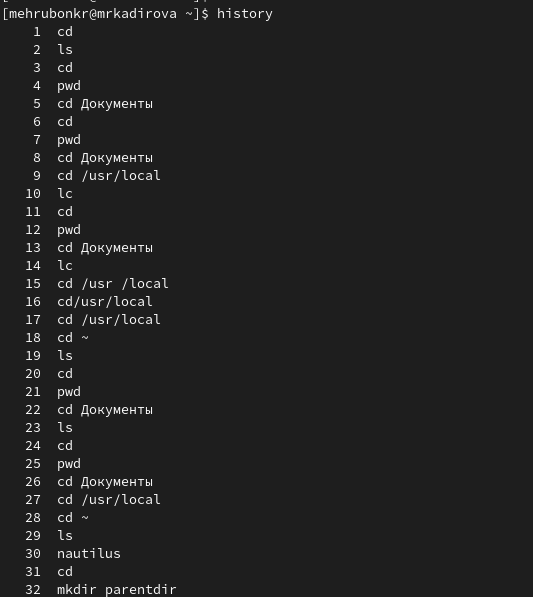 [mehrubonkr@mrkadirova ~]$ history
1 cd
2 ls
3 cd
4 pwd
5 cd Документы
6 cd
7 pwd
8 cd Документы
9 cd /usr/local
10 lc
11 cd
12 pwd
13 cd Документы
14 lc
15 cd /usr /local
16 cd/usr/local
17 cd /usr/local
18 cd ~
19 ls
20 cd
21 pwd
22 cd Документы
23 ls
24 cd
25 pwd
26 cd Документы
27 cd /usr/local
28 cd ~
29 ls
30 nautilus
31 cd
32 mkdir parentdir